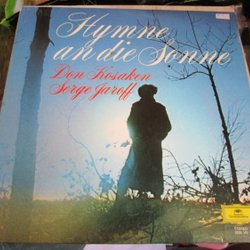 Hymne
an die Sonne
Don Kosaken
Serge Jaroff